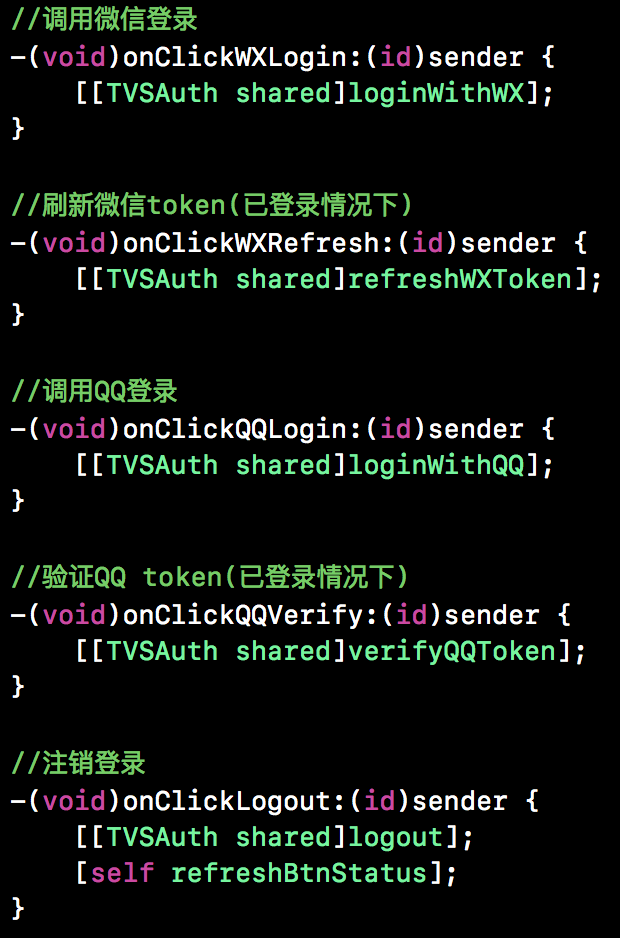 //调用微信登录
-(void)onClickWXLogin:(id)sender {
    [[TVSAuth shared]loginWithWX];
}

//刷新微信token(已登录情况下)
-(void)onClickWXRefresh:(id)sender {
    [[TVSAuth shared]refreshWXToken];
}

//调用QQ登录
-(void)onClickQQLogin:(id)sender {
    [[TVSAuth shared]loginWithQQ];
}

//验证QQ token(已登录情况下)
-(void)onClickQQVerify:(id)sender {
    [[TVSAuth shared]verifyQQToken];
}

//注销登录
-(void)onClickLogout:(id)sender {
    [[TVSAuth shared]logout];
    [self refreshBtnStatus];
}